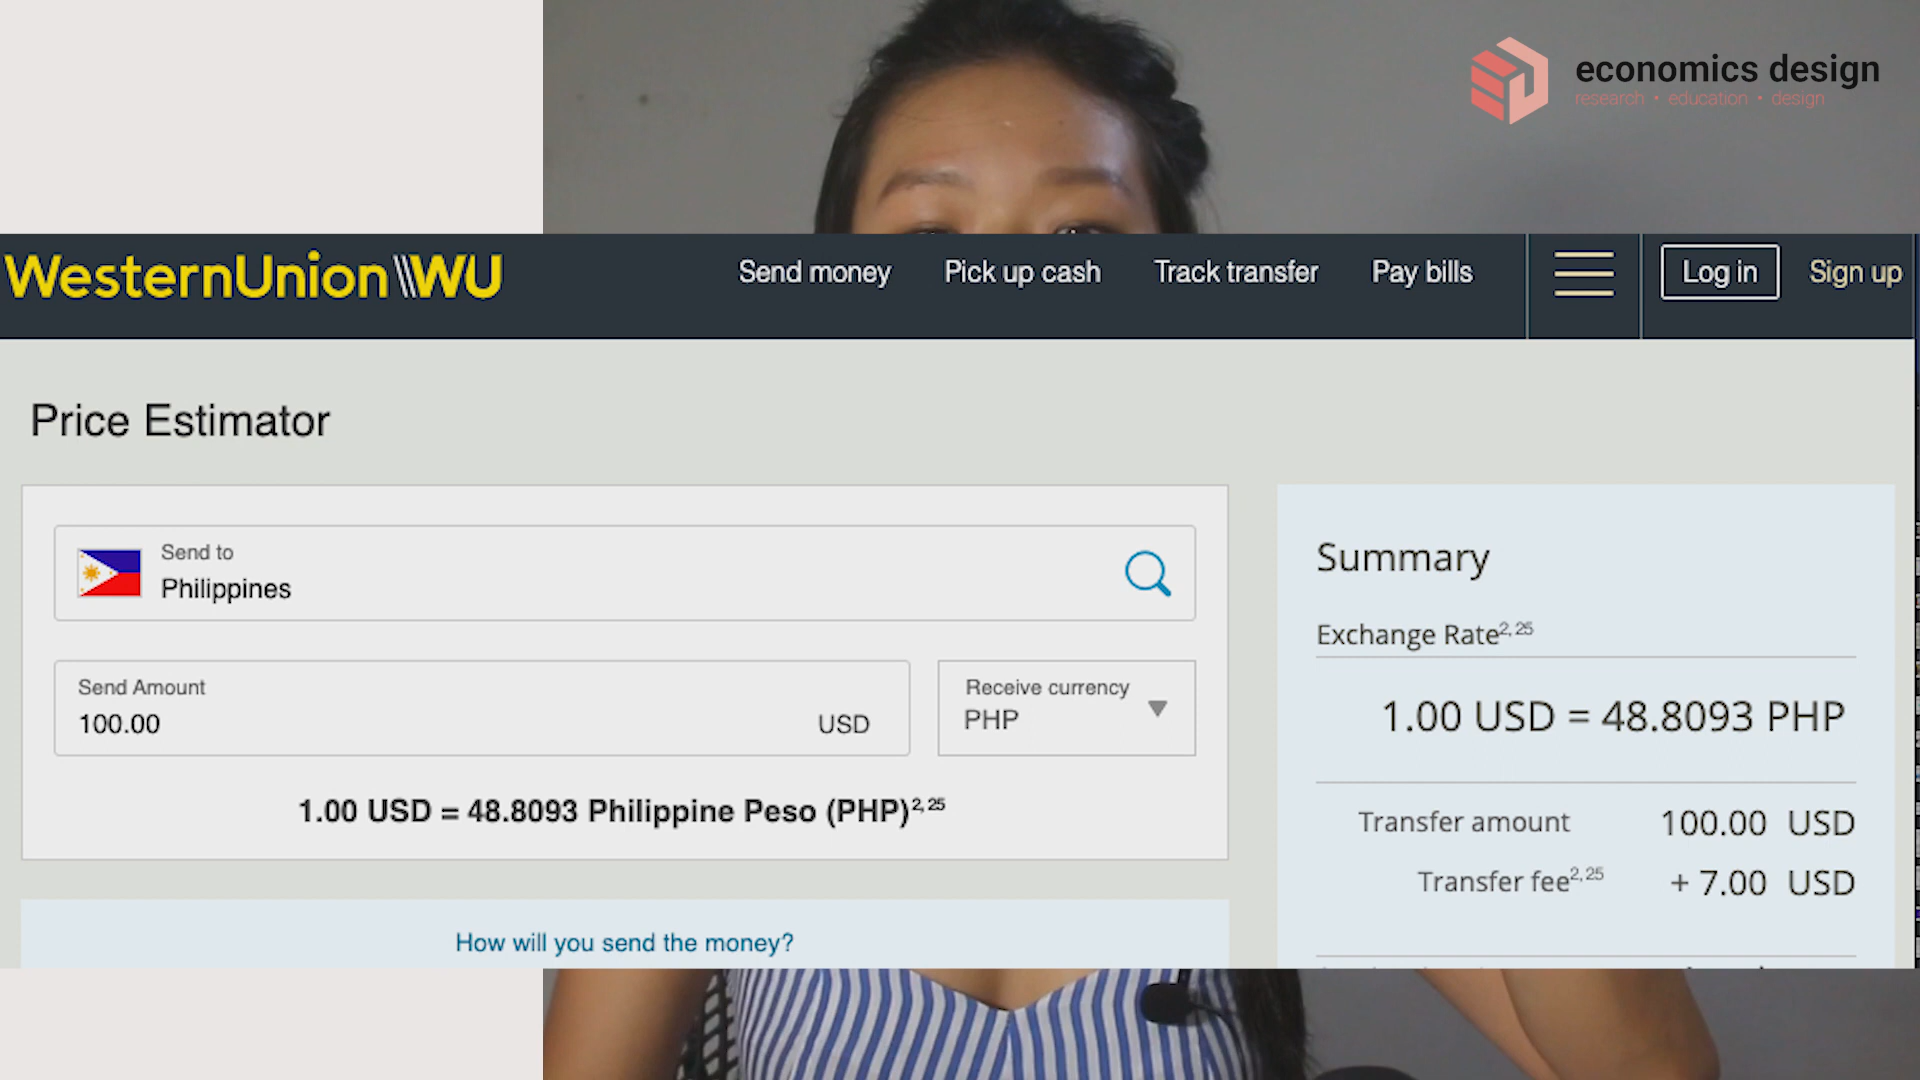 economics design
research • education • design
WesternUnion WU
Send money
Pick up cash
Track transfer
Pay bills
Log in
Sign up
Price Estimator
Send to
Philippines
Send Amount
100.00 USD
Receive currency
PHP
1.00 USD = 48.8093 Philippine Peso (PHP)2,25
How will you send the money?
Summary
Exchange Rate2,25
1.00 USD = 48.8093 PHP
Transfer amount 100.00 USD
Transfer fee2,25 + 7.00 USD